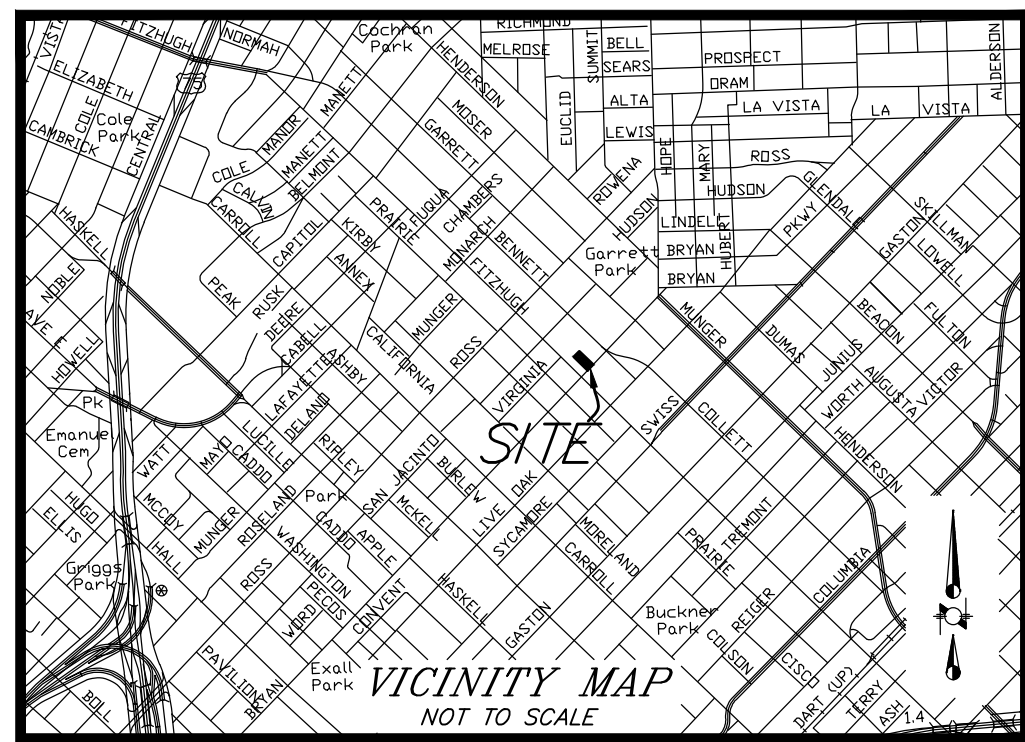 VISTA
FITZHUGH
NORMAH
Cochran
Park
RICHMOND
MELROSE
SUMMIT
BELL
SEARS
PROSPECT
ORAM
ALDERSON
HENDERSON
ELIZABETH
COLE
Cole
Park
CAMBRICK
CENTRAL
75
MANETT
MANOR
MANETT
MOSER
GARRETT
EUCLID
ALTA
LEWIS
LA VISTA
LA VISTA
HOPE
MARY
ROSS
HUDSON
COLE
CALVIN
BELMONT
CARROLL
CAPITOL
PRAIRIE
FUQUA
CHAMBERS
ROWENA
HUDSON
LINDELL
HUBERT
BRYAN
BRYAN
GLENDALE
PKWY
SKILLMAN
GASTON
LOWELL
HASKELL
KIRBY
ANNEX
MONARCH
BENNETT
FITZHUGH
Garrett
Park
NOBLE
PEAK
RUSK
DEERE
CABELL
CALIFORNIA
MUNGER
ROSS
MUNGER
DUMAS
BEACON
FULTON
AVE
HOWELL
ASHBY
LAFAYETTE
DELANO
VIRGINIA
JUNIUS
WORTH
AUGUSTA
VICTOR
Pk
Emanuel
Cem
SITE
SWISS
COLLETT
HENDERSON
WATT
MAYO
CADDO
LUCILLE
RIPLEY
SAN JACINTO
BURLEW
OAK
LIVE
SYCAMORE
HUGO
ELLIS
MCCOY
MUNGER
ROSELAND
Park
McKELL
CADDO
APPLE
MORELAND
CARROLL
PRAIRIE
TREMONT
HALL
Griggs
Park
ROSS
WASHINGTON
PECOS
WORD
CONVENT
HASKELL
GASTON
COLUMBIA
Buckner
Park
REIGER
COLSON
CISCO
PAVILION
BRYAN
Exall
Park
BOLL
DART (UP)
TERRY
ASH
1.4
VICINITY MAP
NOT TO SCALE